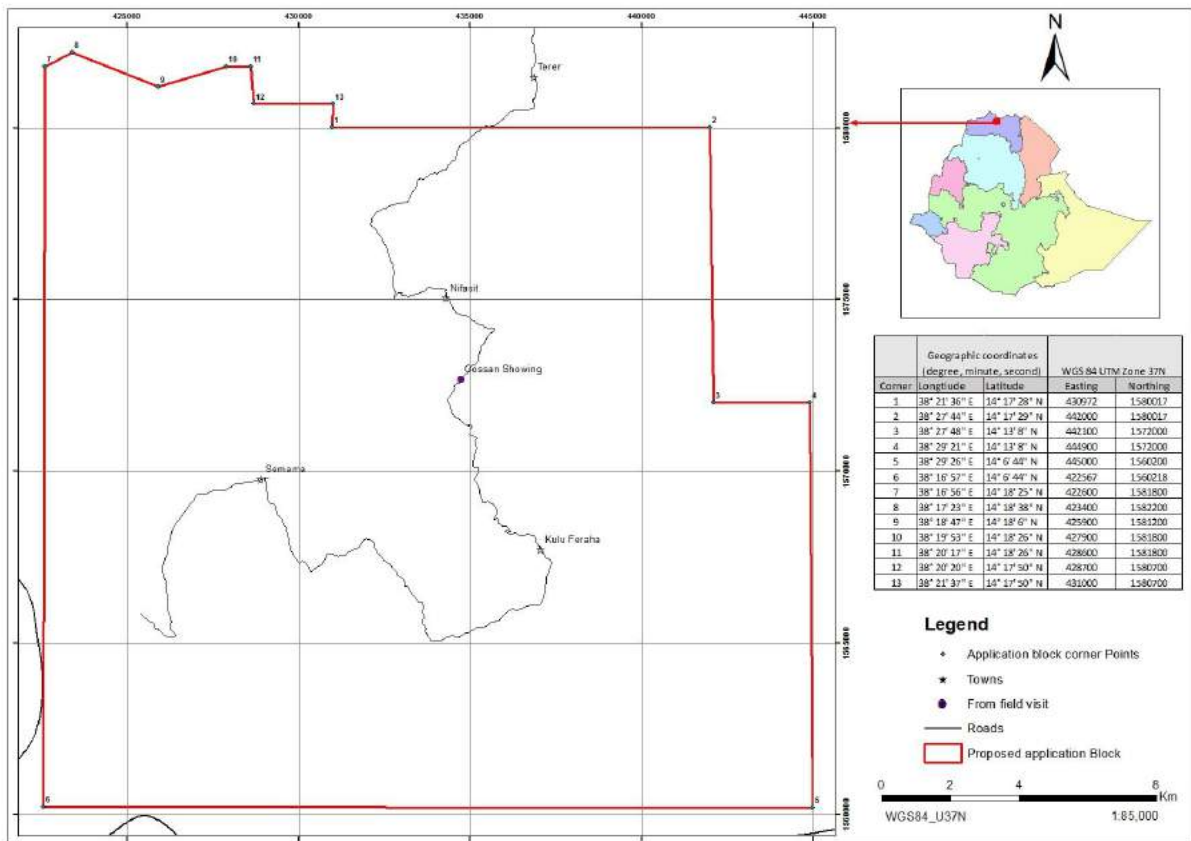 425000 430000 435000 440000 445000
N
8
7
9
10 11
12 13
1
2
Terer
1580000
Nifasit
1575000
Gossan Showing
3 4
Semama
1570000
Kulu Feraha
1565000
6
5
1560000
Geographic coordinates
(degree, minute, second) WGS 84 UTM Zone 37N
Corner Longtiude Latitude Easting Northing
1 38° 21' 36" E 14° 17' 28" N 430972 1580017
2 38° 27' 44" E 14° 17' 29" N 442000 1580017
3 38° 27' 48" E 14° 13' 8" N 442100 1572000
4 38° 29' 21" E 14° 13' 8" N 444900 1572000
5 38° 29' 26" E 14° 6' 44" N 445000 1560200
6 38° 16' 57" E 14° 6' 44" N 422567 1560218
7 38° 16' 56" E 14° 18' 25" N 422600 1581800
8 38° 17' 23" E 14° 18' 38" N 423400 1582200
9 38° 18' 47" E 14° 18' 6" N 425900 1581200
10 38° 19' 53" E 14° 18' 26" N 427900 1581800
11 38° 20' 17" E 14° 18' 26" N 428600 1581800
12 38° 20' 20" E 14° 17' 50" N 428700 1580700
13 38° 21' 37" E 14° 17' 50" N 431000 1580700
Legend
Application block corner Points
Towns
From field visit
Roads
Proposed application Block
0 2 4 8
Km
WGS84_U37N 1:85,000